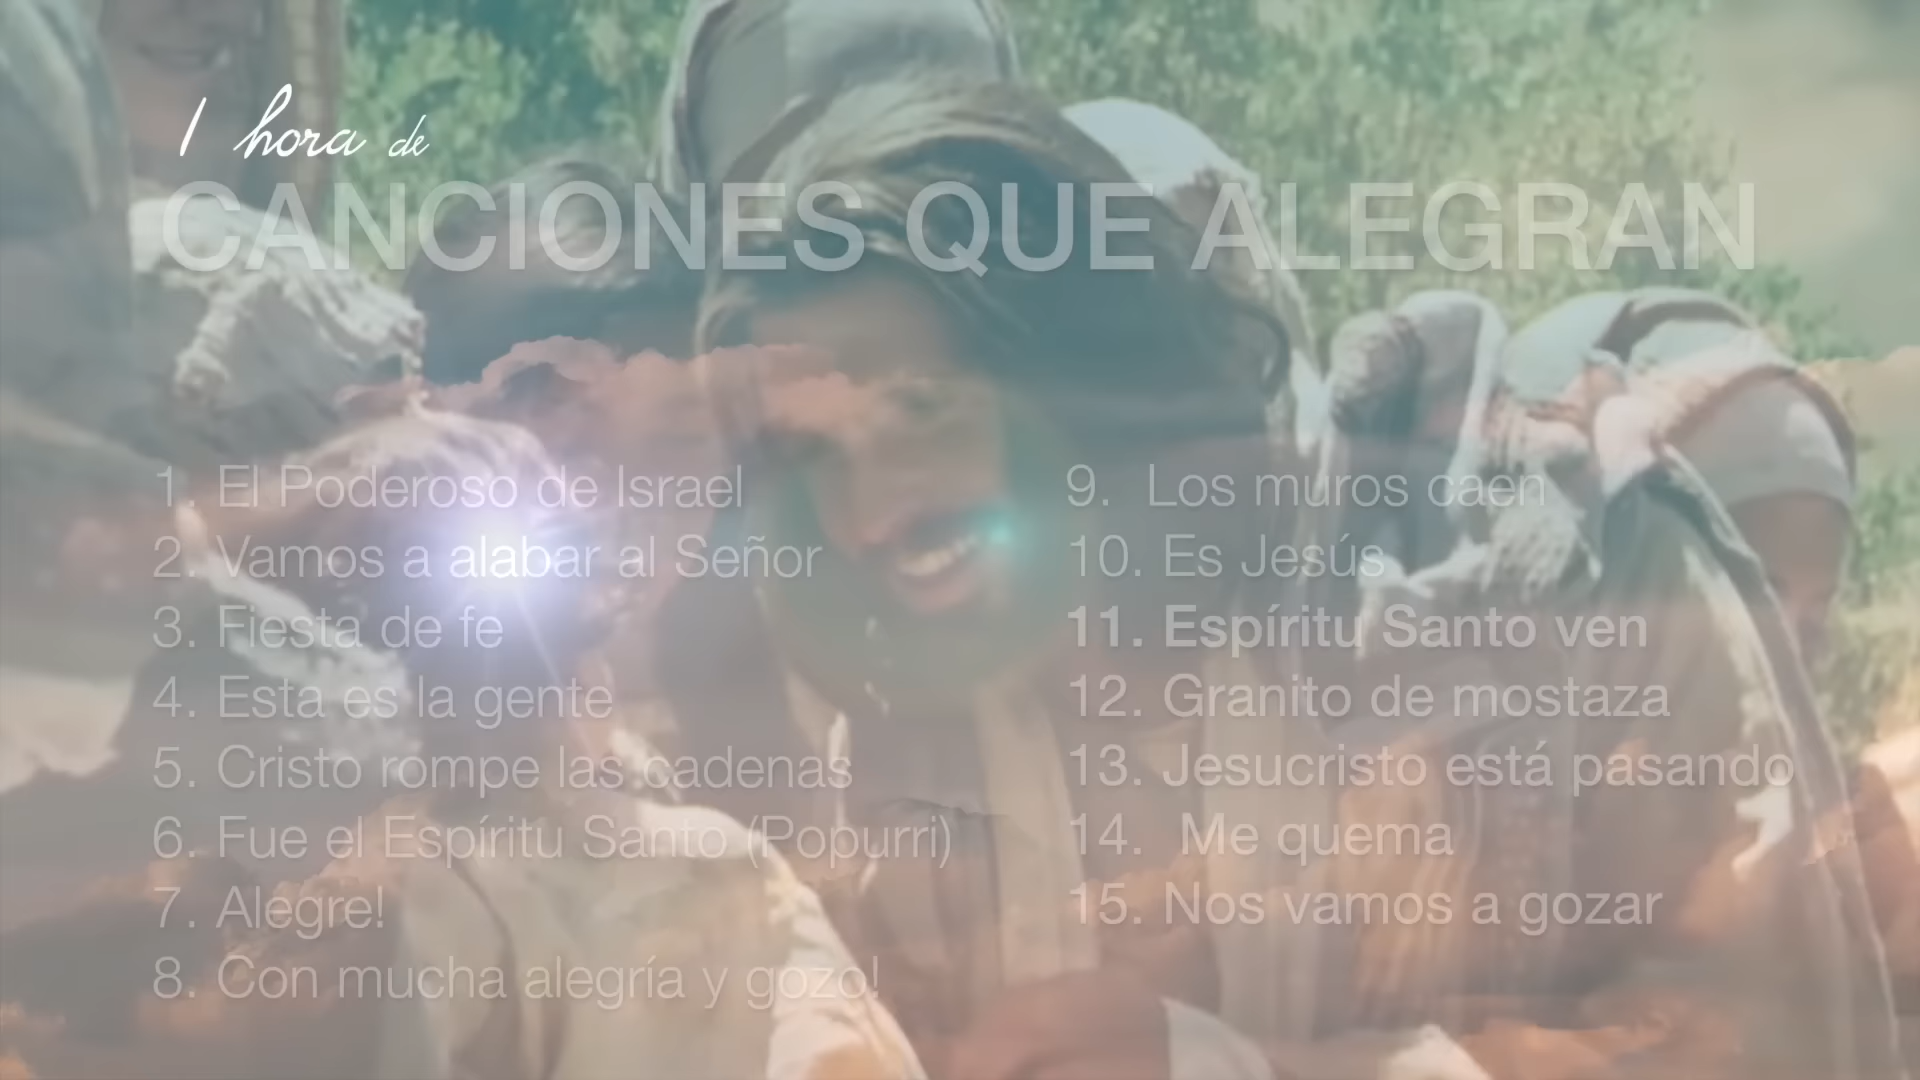 1 hora de
CANCIONES QUE ALEGRAN
1. El Poderoso de Israel
2. Vamos a alabar al Señor
3. Fiesta de fe
4. Esta es la gente
5. Cristo rompe las cadenas
6. Fue el Espíritu Santo (Popurri)
7. Alegre!
8. Con mucha alegría y gozo!
9. Los muros caen
10. Es Jesús
11. Espíritu Santo ven
12. Granito de mostaza
13. Jesucristo está pasando
14. Me quema
15. Nos vamos a gozar